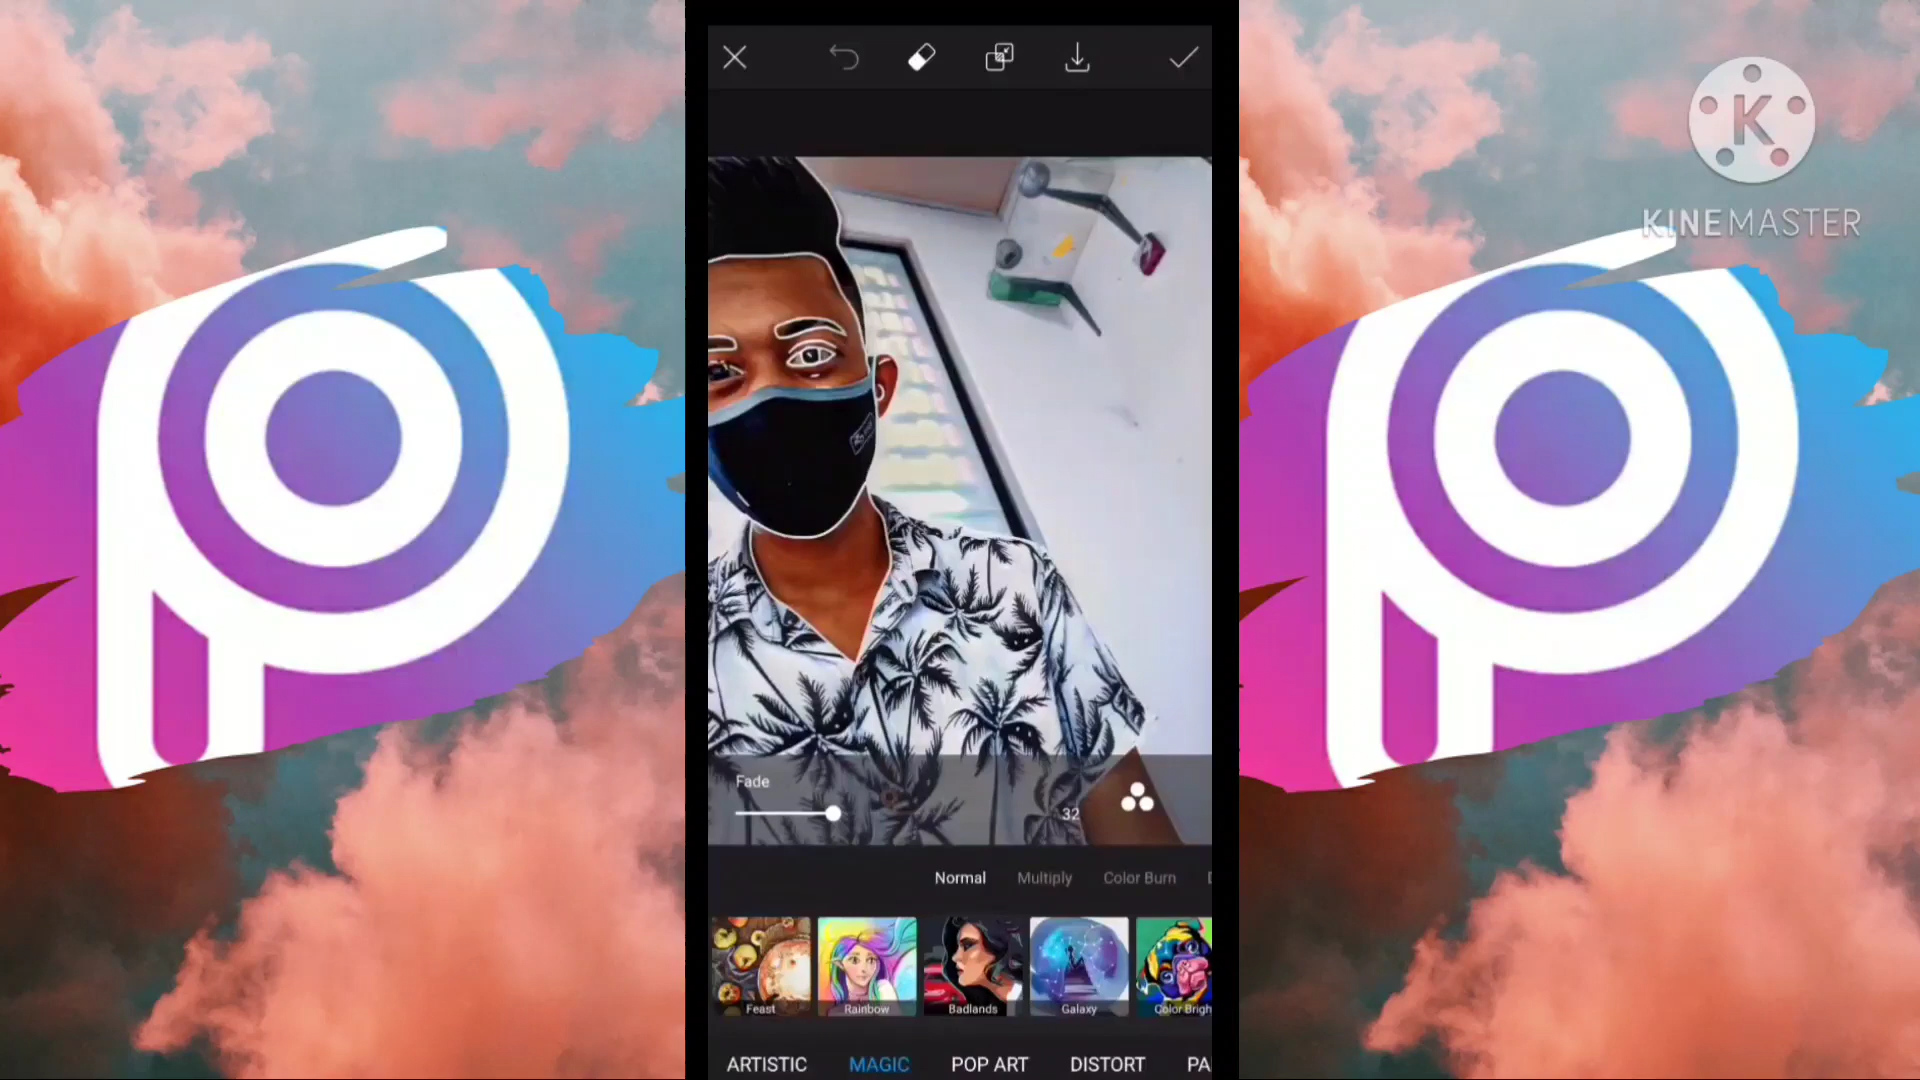 KINEMASTER
Fade
32
Normal Multiply Color Burn
Feast Rainbow Badlands Galaxy Color Brigh
ARTISTIC MAGIC POP ART DISTORT PA